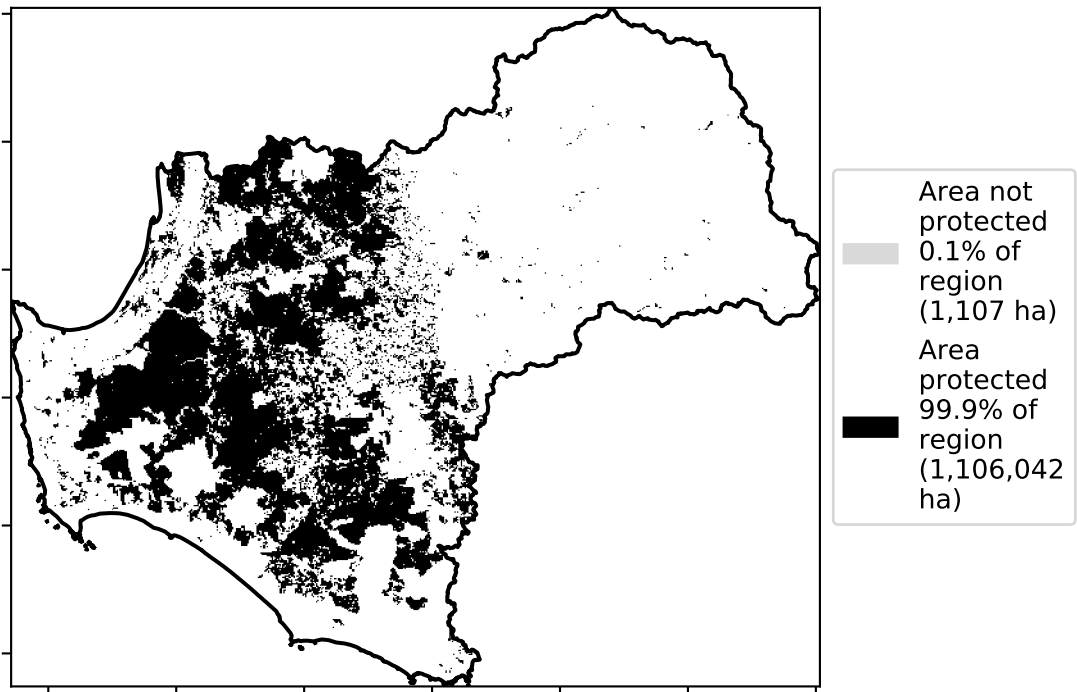 Area not
protected
0.1% of
region
(1,107 ha)
Area
protected
99.9% of
region
(1,106,042
ha)